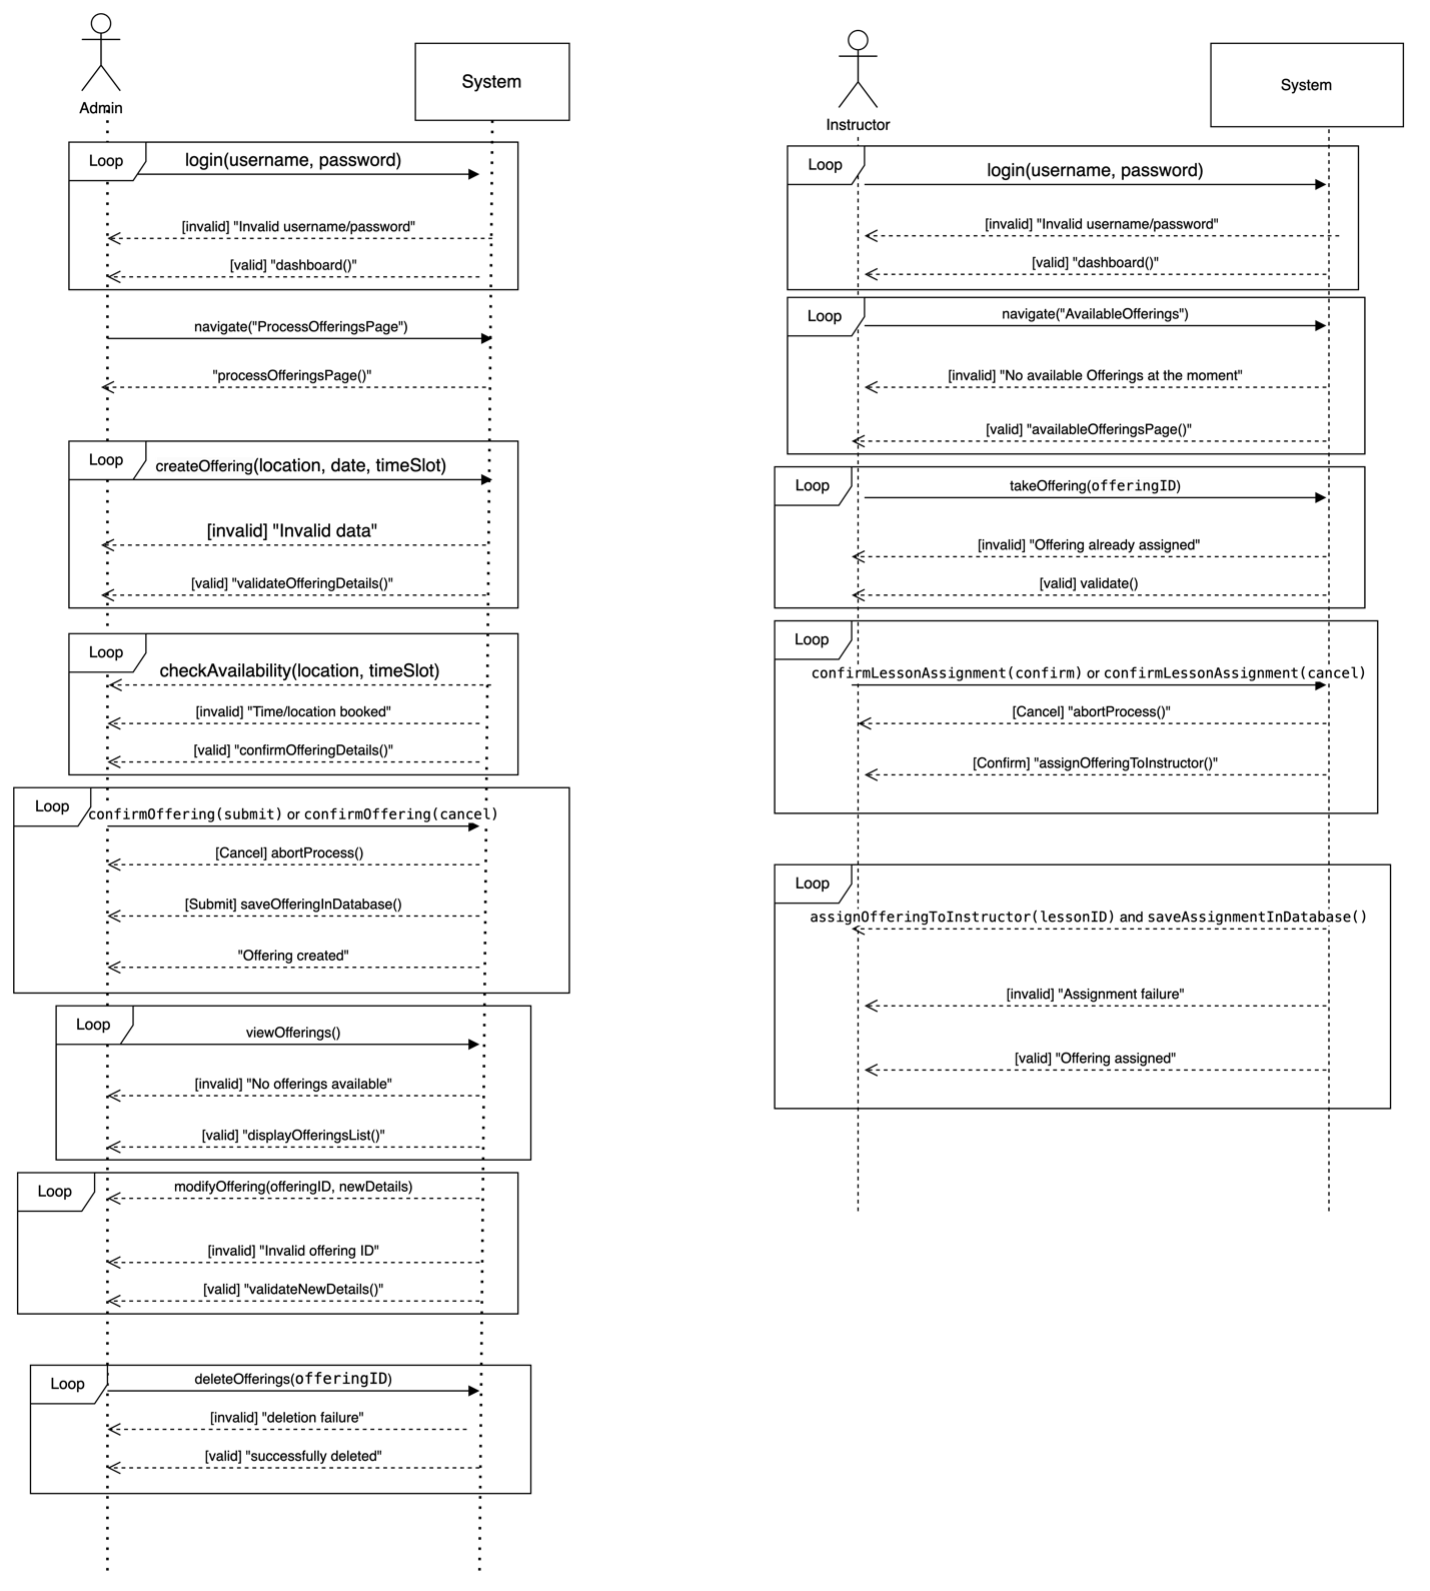 Admin
System
Loop
login(username, password)
[invalid] "Invalid username/password"
[valid] "dashboard()"
navigate("ProcessOfferingsPage")
"processOfferingsPage()"
Loop
createOffering(location, date, timeSlot)
[invalid] "Invalid data"
[valid] "validateOfferingDetails()"
Loop
checkAvailability(location, timeSlot)
[invalid] "Time/location booked"
[valid] "confirmOfferingDetails()"
Loop
confirmOffering(submit) or confirmOffering(cancel)
[Cancel] abortProcess()
[Submit] saveOfferingInDatabase()
"Offering created"
Loop
viewOfferings()
[invalid] "No offerings available"
[valid] "displayOfferingsList()"
Loop
modifyOffering(offeringID, newDetails)
[invalid] "Invalid offering ID"
[valid] "validateNewDetails()"
Loop
deleteOfferings(offeringID)
[invalid] "deletion failure"
[valid] "successfully deleted"
Instructor
System
Loop
login(username, password)
[invalid] "Invalid username/password"
[valid] "dashboard()"
Loop
navigate("AvailableOfferings")
[invalid] "No available Offerings at the moment"
[valid] "availableOfferingsPage()"
Loop
takeOffering(offeringID)
[invalid] "Offering already assigned"
[valid] validate()
Loop
confirmLessonAssignment(confirm) or confirmLessonAssignment(cancel)
[Cancel] "abortProcess()"
[Confirm] "assignOfferingToInstructor()"
Loop
assignOfferingToInstructor(lessonID) and saveAssignmentInDatabase()
[invalid] "Assignment failure"
[valid] "Offering assigned"